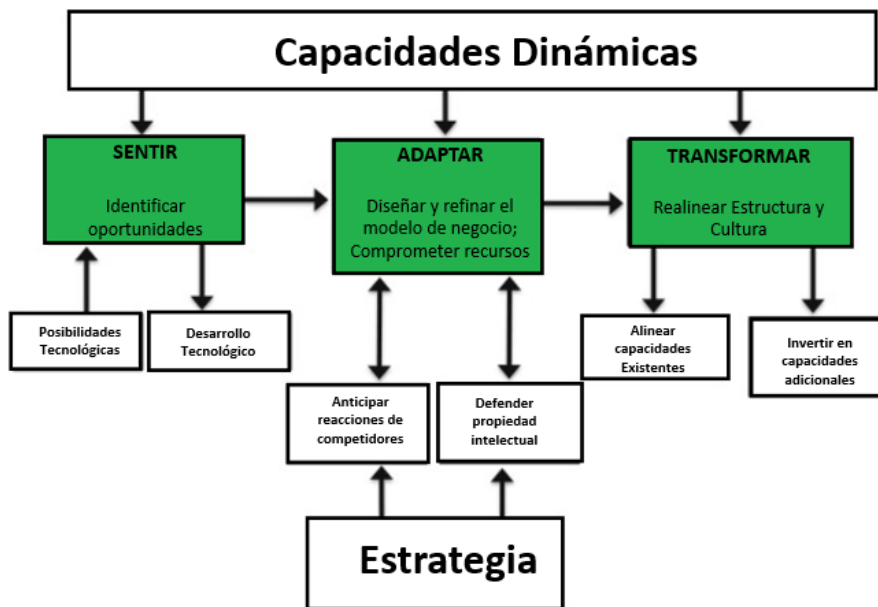 Capacidades Dinámicas
SENTIR
Identificar
oportunidades
ADAPTAR
Diseñar y refinar el
modelo de negocio;
Comprometer recursos
TRANSFORMAR
Realinear Estructura y
Cultura
Posibilidades
Tecnológicas
Desarrollo
Tecnológico
Alinear
capacidades
Existentes
Invertir en
capacidades
adicionales
Anticipar
reacciones de
competidores
Defender
propiedad
intelectual
Estrategia